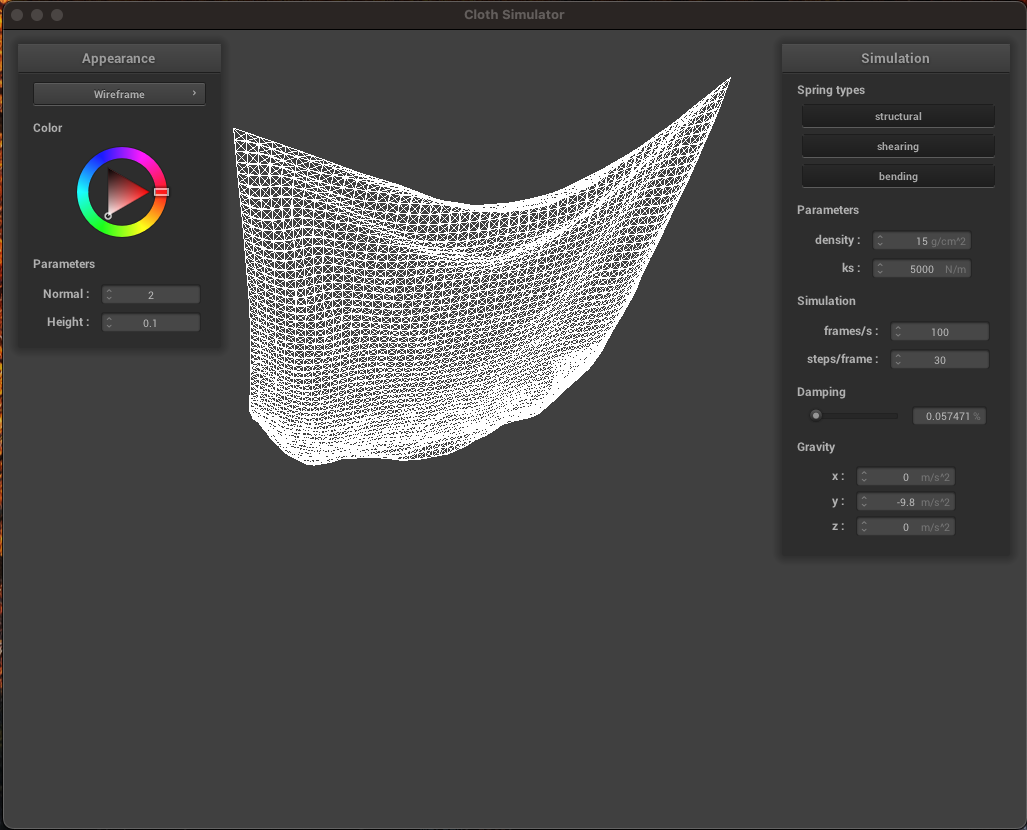 Cloth Simulator
Appearance
Wireframe
Color
Parameters
Normal : 2
Height : 0.1
Simulation
Spring types
structural
shearing
bending
Parameters
density : 15 g/cm^2
ks : 5000 N/m
Simulation
frames/s : 100
steps/frame : 30
Damping
0.057471 %
Gravity
x : 0 m/s^2
y : -9.8 m/s^2
z : 0 m/s^2